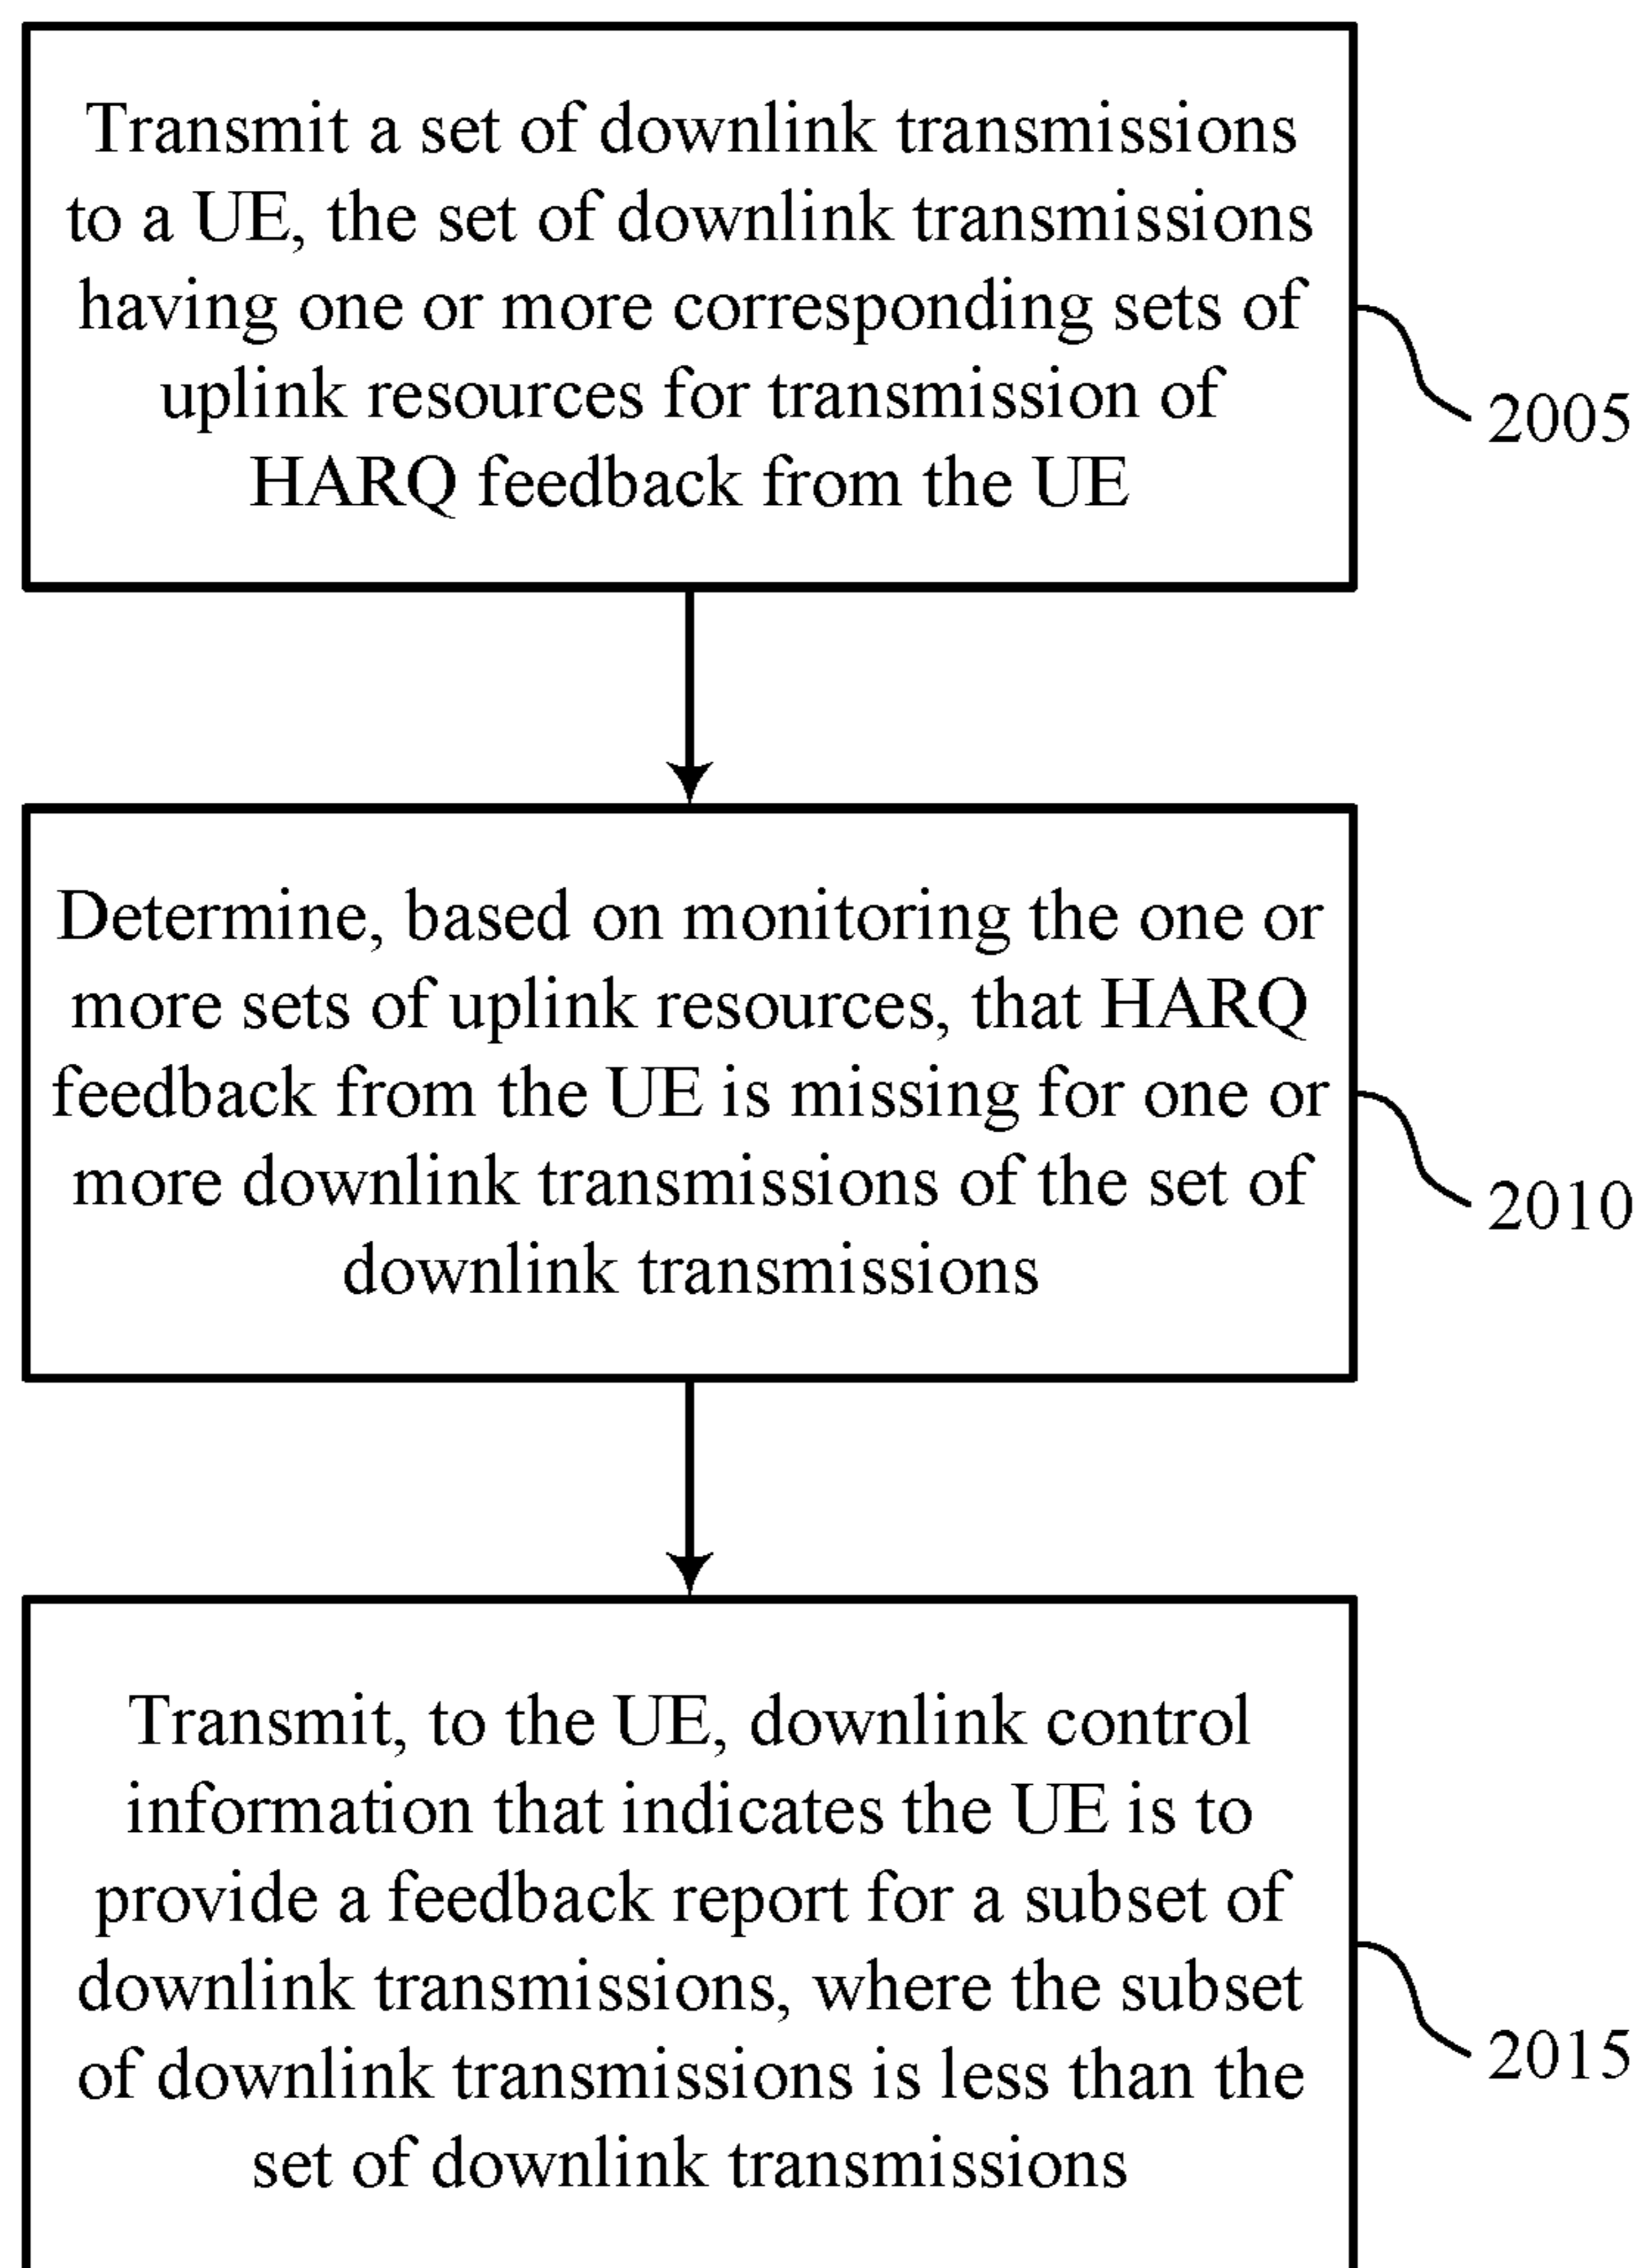 Transmit a set of downlink transmissions
to a UE, the set of downlink transmissions
having one or more corresponding sets of
uplink resources for transmission of
HARQ feedback from the UE
2005
Determine, based on monitoring the one or
more sets of uplink resources, that HARQ
feedback from the UE is missing for one or
more downlink transmissions of the set of
downlink transmissions
2010
Transmit, to the UE, downlink control
information that indicates the UE is to
provide a feedback report for a subset of
downlink transmissions, where the subset
of downlink transmissions is less than the
set of downlink transmissions
2015